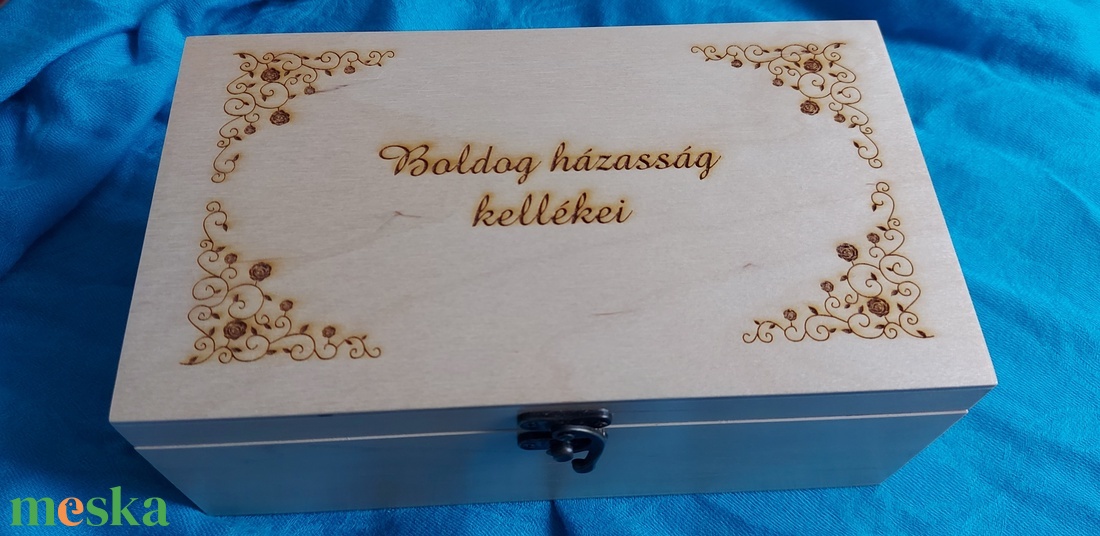 Boldog házasság
kellékei
meska